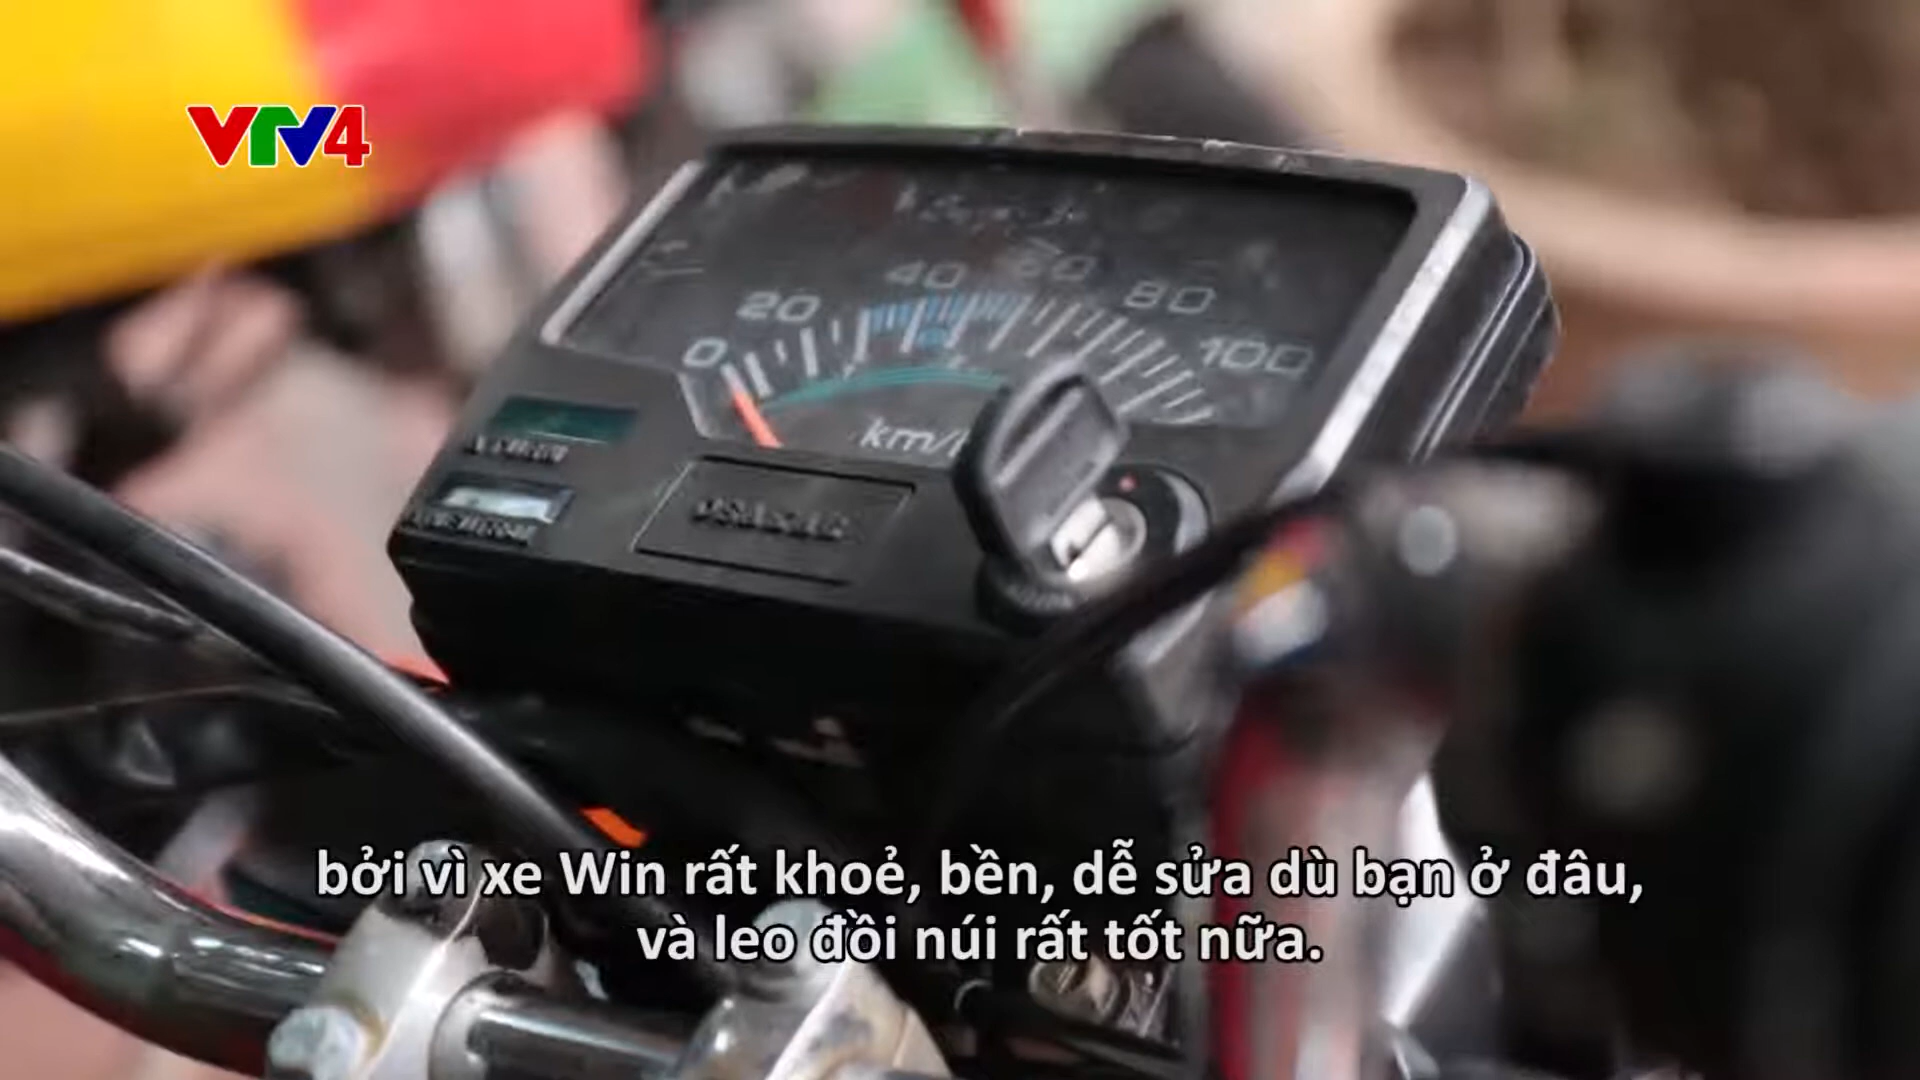 VTV4
40 60
20 80
0 100
km/
bởi vì xe Win rất khoẻ, bền, dễ sửa dù bạn ở đâu,
và leo đồi núi rất tốt nữa.